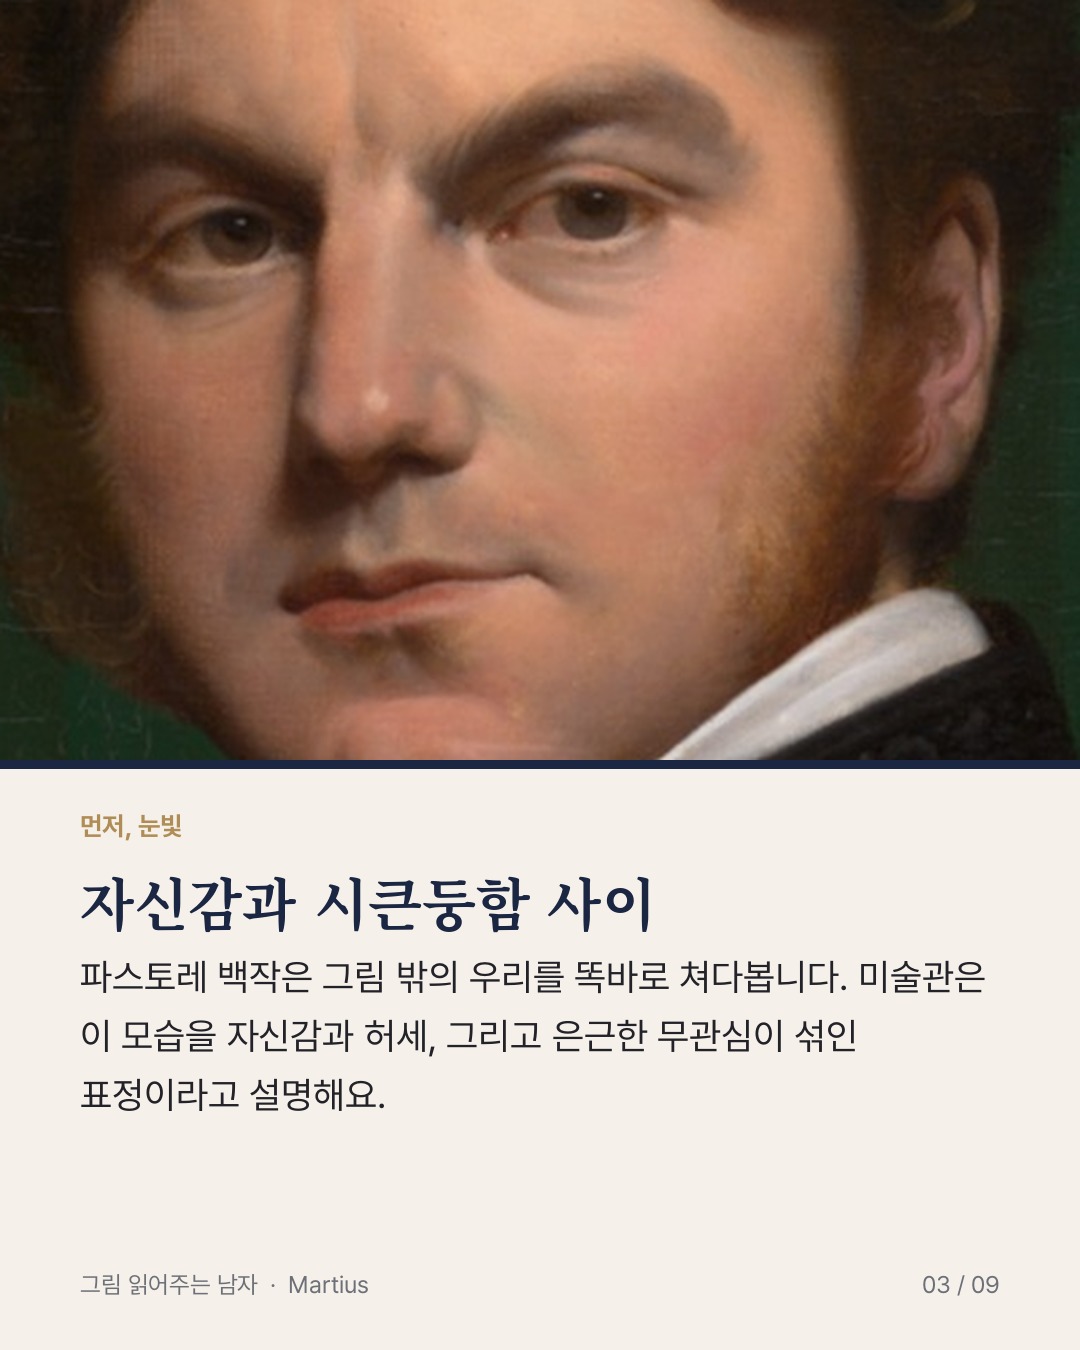 먼저, 눈빛
자신감과 시큰둥함 사이
파스토레 백작은 그림 밖의 우리를 똑바로 쳐다봅니다. 미술관은
이 모습을 자신감과 허세, 그리고 은근한 무관심이 섞인
표정이라고 설명해요.
그림 읽어주는 남자 · Martius
03 / 09